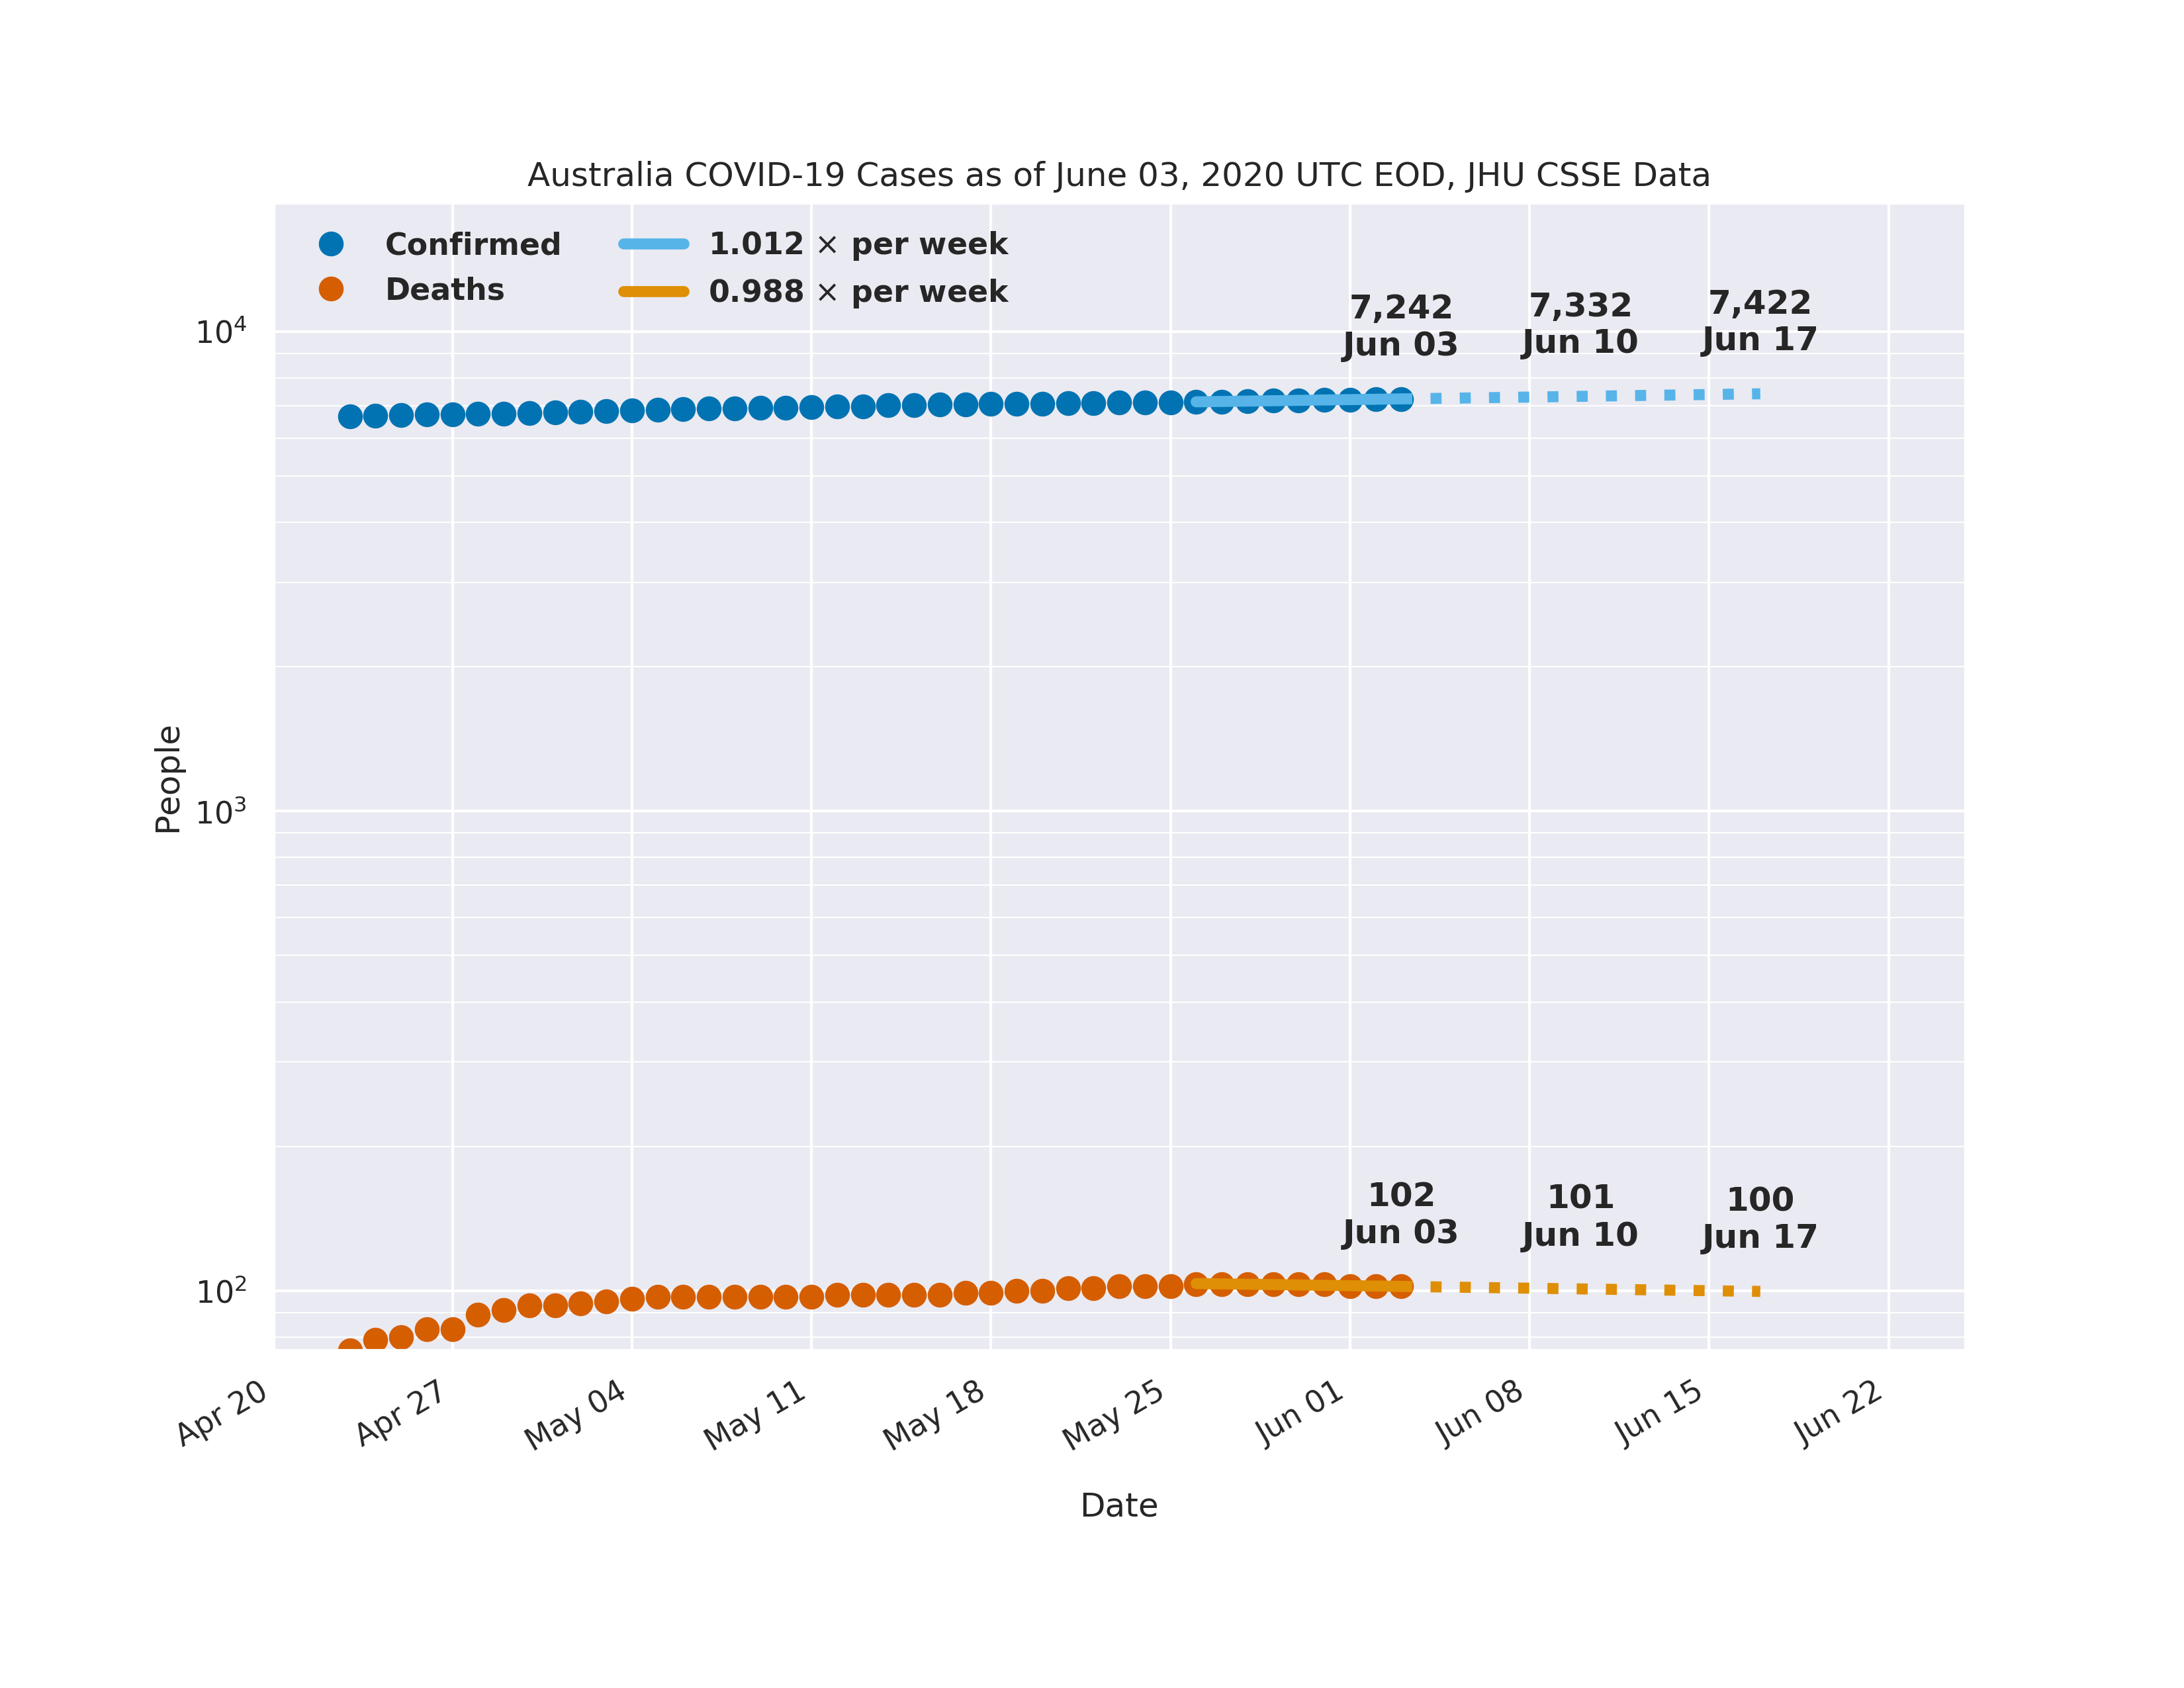 Australia COVID-19 Cases as of June 03, 2020 UTC EOD, JHU CSSE Data
Confirmed
Deaths
1.012 × per week
0.988 × per week
7,242
Jun 03
7,332
Jun 10
7,422
Jun 17
102
Jun 03
101
Jun 10
100
Jun 17
People
10⁴
10³
10²
Apr 20
Apr 27
May 04
May 11
May 18
May 25
Jun 01
Jun 08
Jun 15
Jun 22
Date